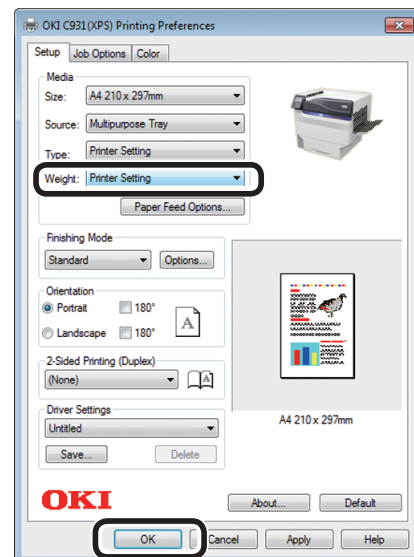 OKI C931(XPS) Printing Preferences
Setup Job Options Color
Media
Size: A4 210 x 297mm
Source: Multipurpose Tray
Type: Printer Setting
Weight: Printer Setting
Paper Feed Options...
Finishing Mode
Standard Options...
Orientation
Portrait 180°
Landscape 180°
A
2-Sided Printing (Duplex)
(None)
A
Driver Settings
Untitled
Save... Delete
A4 210 x 297mm
OKI
About... Default
OK Cancel Apply Help